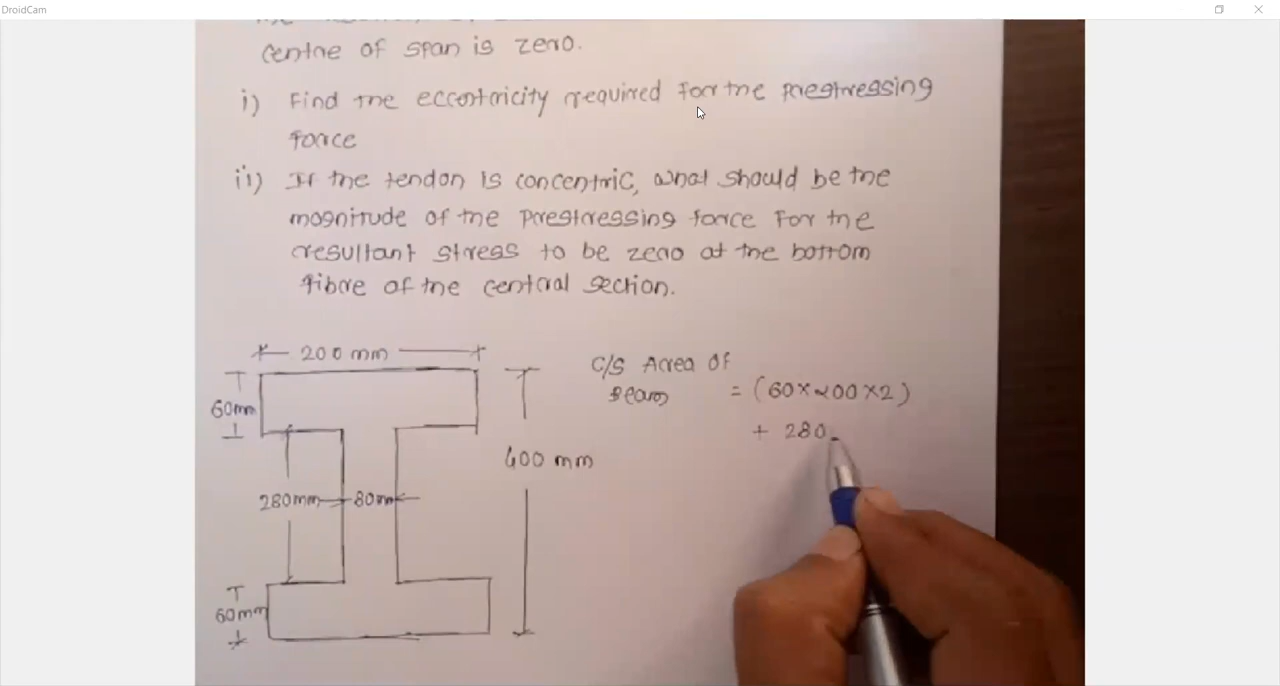 DroidCam
centre of span is zero.
i) Find the eccentricity required for the prestressing
force
ii) If the tendon is concentric, what should be the
magnitude of the prestressing force For the
resultant stress to be zero at the bottom
fibre of the central section.
200 mm
60mm
280mm
80mm
400 mm
60mm
C/S Area of
Beam = (60×200×2)
+ 280